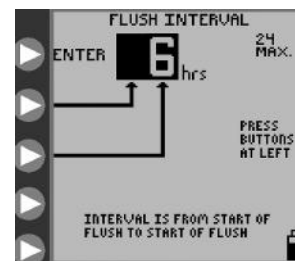 FLUSH INTERVAL
ENTER 6 hrs
24
MAX.
PRESS
BUTTONS
AT LEFT
INTERVAL IS FROM START OF
FLUSH TO START OF FLUSH